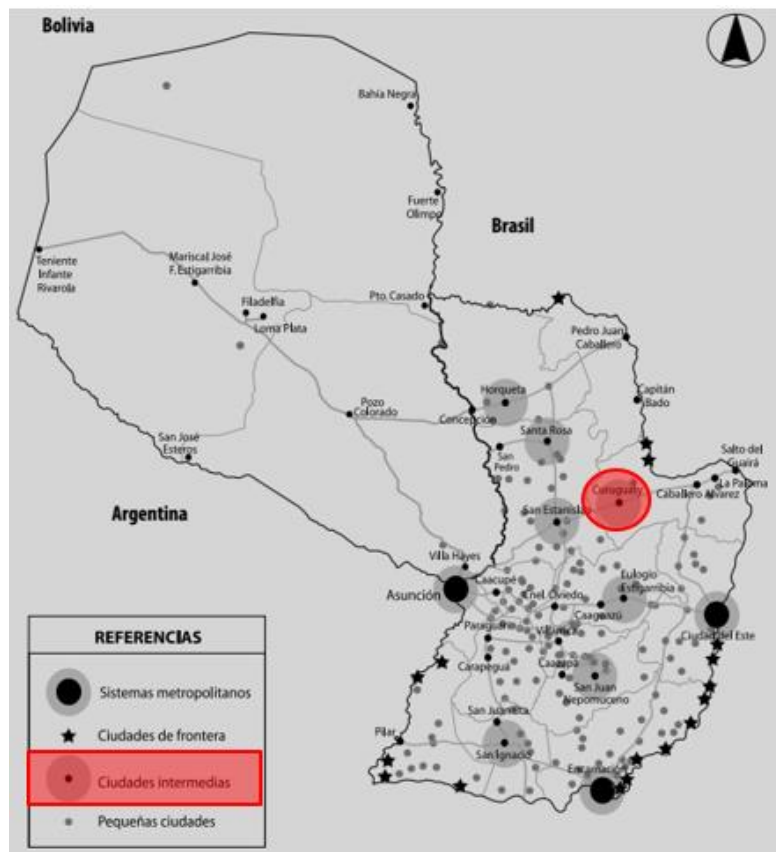 Bolivia
Bahía Negra
Fuerte
Olimpo
Brasil
Teniente
Infante
Rivarola
Mariscal José
F. Estigarribia
Filadelfia
Loma Plata
Pto. Casado
Pedro Juan
Caballero
Horqueta
Capitán
Bado
Pozo
Colorado
Concepción
Santa Rosa
San José
Esteros
San
Pedro
Salto del
Guairá
La Paloma
Curuguaty
Caballero Alvarez
Argentina
San Estanislao
Villa Hayes
Asunción
Caacupé
Cnel. Oviedo
Eulogio
Estigarribia
Caaguazú
Ciudad del Este
Paraguarí
Villarrica
Carapeguá
Caazapá
San Juan
Nepomuceno
San Juanbta
Pilar
San Ignacio
Encarnación
REFERENCIAS
Sistemas metropolitanos
Ciudades de frontera
Ciudades intermedias
Pequeñas ciudades